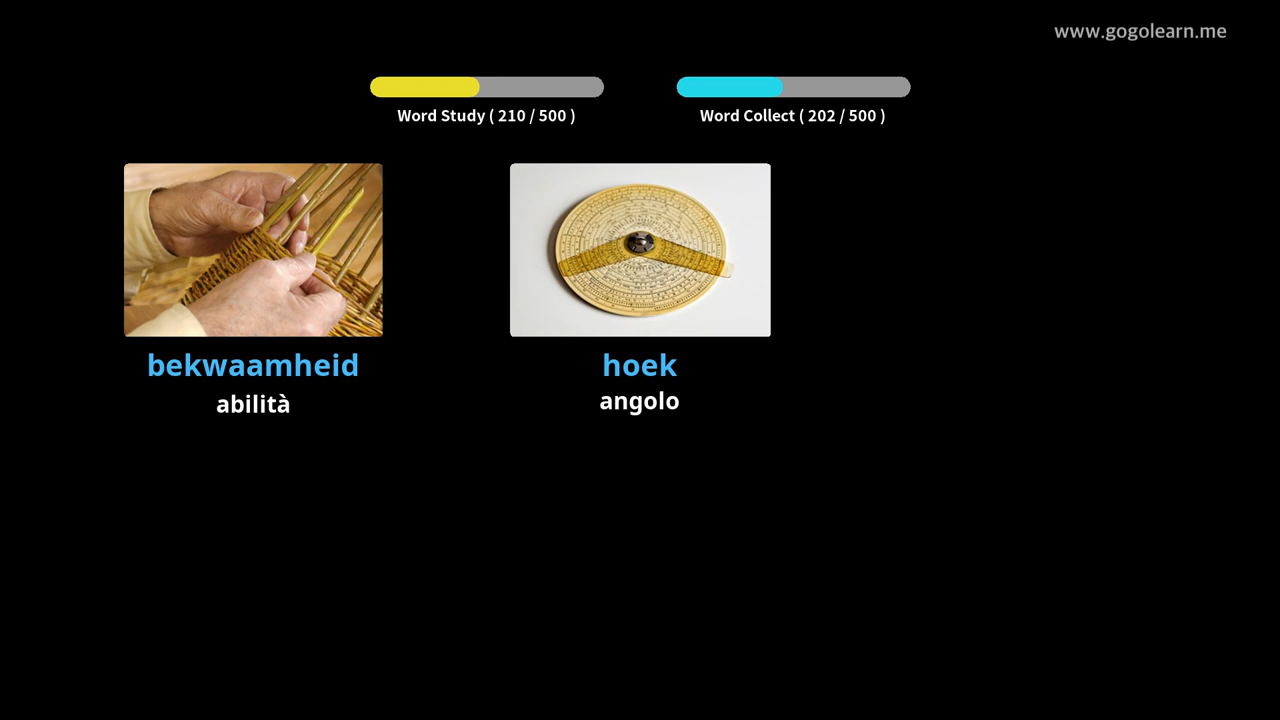 www.gogolearn.me
Word Study ( 210 / 500 )
Word Collect ( 202 / 500 )
bekwaamheid
abilità
hoek
angolo